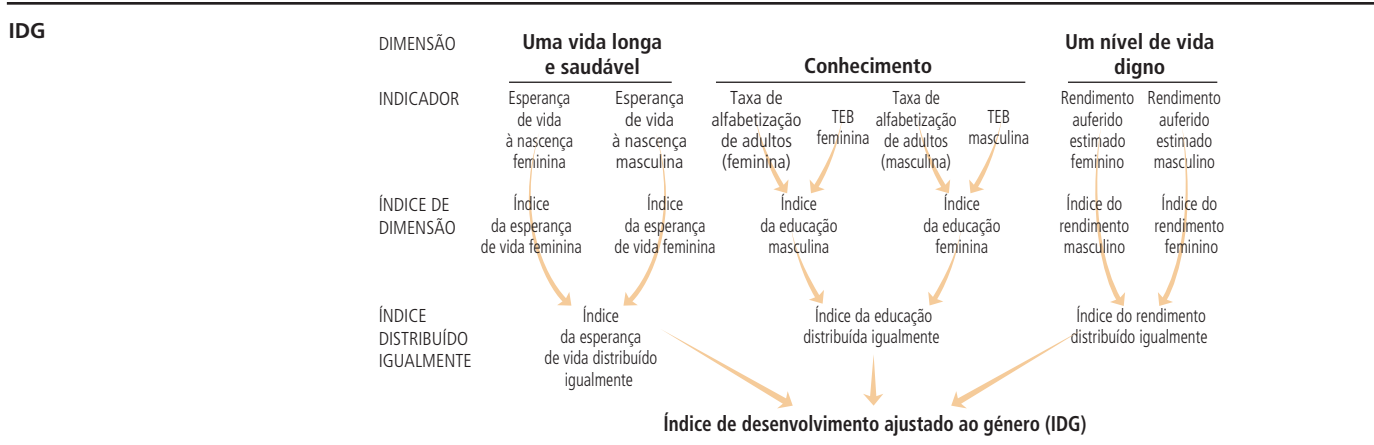 IDG
DIMENSÃO
Uma vida longa
e saudável
Conhecimento
Um nível de vida
digno
INDICADOR
Esperança
de vida
à nascença
feminina
Esperança
de vida
à nascença
masculina
Taxa de
alfabetização
de adultos
(feminina)
TEB
feminina
Taxa de
alfabetização
de adultos
(masculina)
TEB
masculina
Rendimento
auferido
estimado
feminino
Rendimento
auferido
estimado
masculino
ÍNDICE DE
DIMENSÃO
Índice
da esperança
de vida feminina
Índice
da esperança
de vida feminina
Índice
da educação
masculina
Índice
da educação
feminina
Índice do
rendimento
masculino
Índice do
rendimento
feminino
ÍNDICE
DISTRIBUÍDO
IGUALMENTE
Índice
da esperança
de vida distribuído
igualmente
Índice da educação
distribuída igualmente
Índice do rendimento
distribuído igualmente
Índice de desenvolvimento ajustado ao género (IDG)